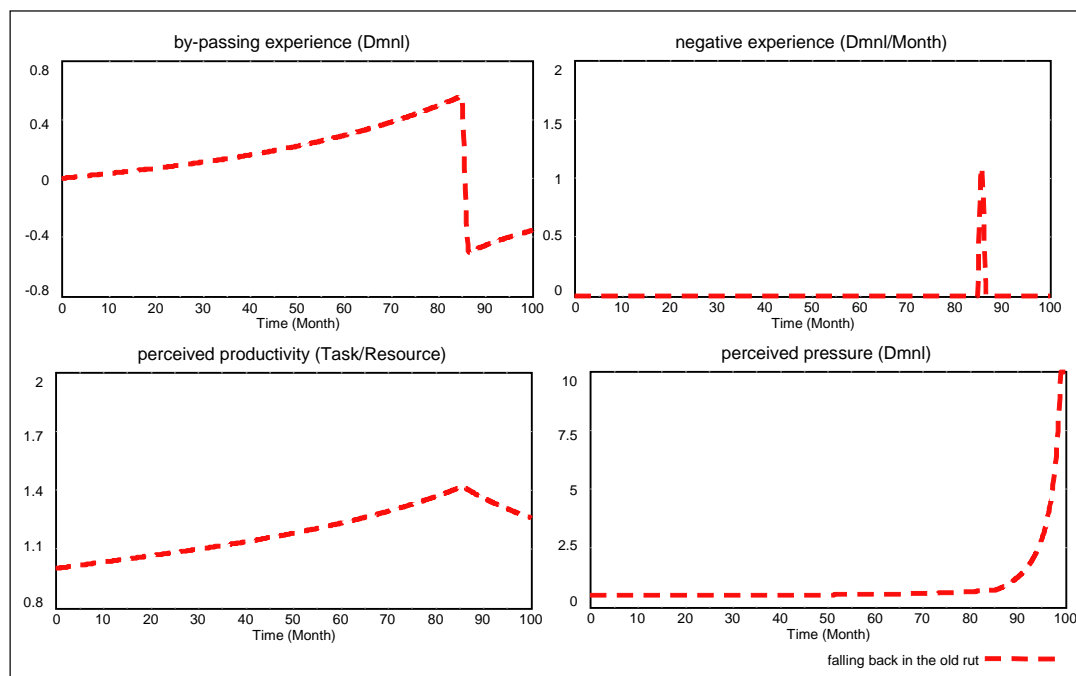 by-passing experience (Dmnl)
0.8
0.4
0
-0.4
-0.8
0 10 20 30 40 50 60 70 80 90 100
Time (Month)
negative experience (Dmnl/Month)
2
1.5
1
0.5
0
0 10 20 30 40 50 60 70 80 90 100
Time (Month)
perceived productivity (Task/Resource)
2
1.7
1.4
1.1
0.8
0 10 20 30 40 50 60 70 80 90 100
Time (Month)
perceived pressure (Dmnl)
10
7.5
5
2.5
0
0 10 20 30 40 50 60 70 80 90 100
Time (Month)
falling back in the old rut